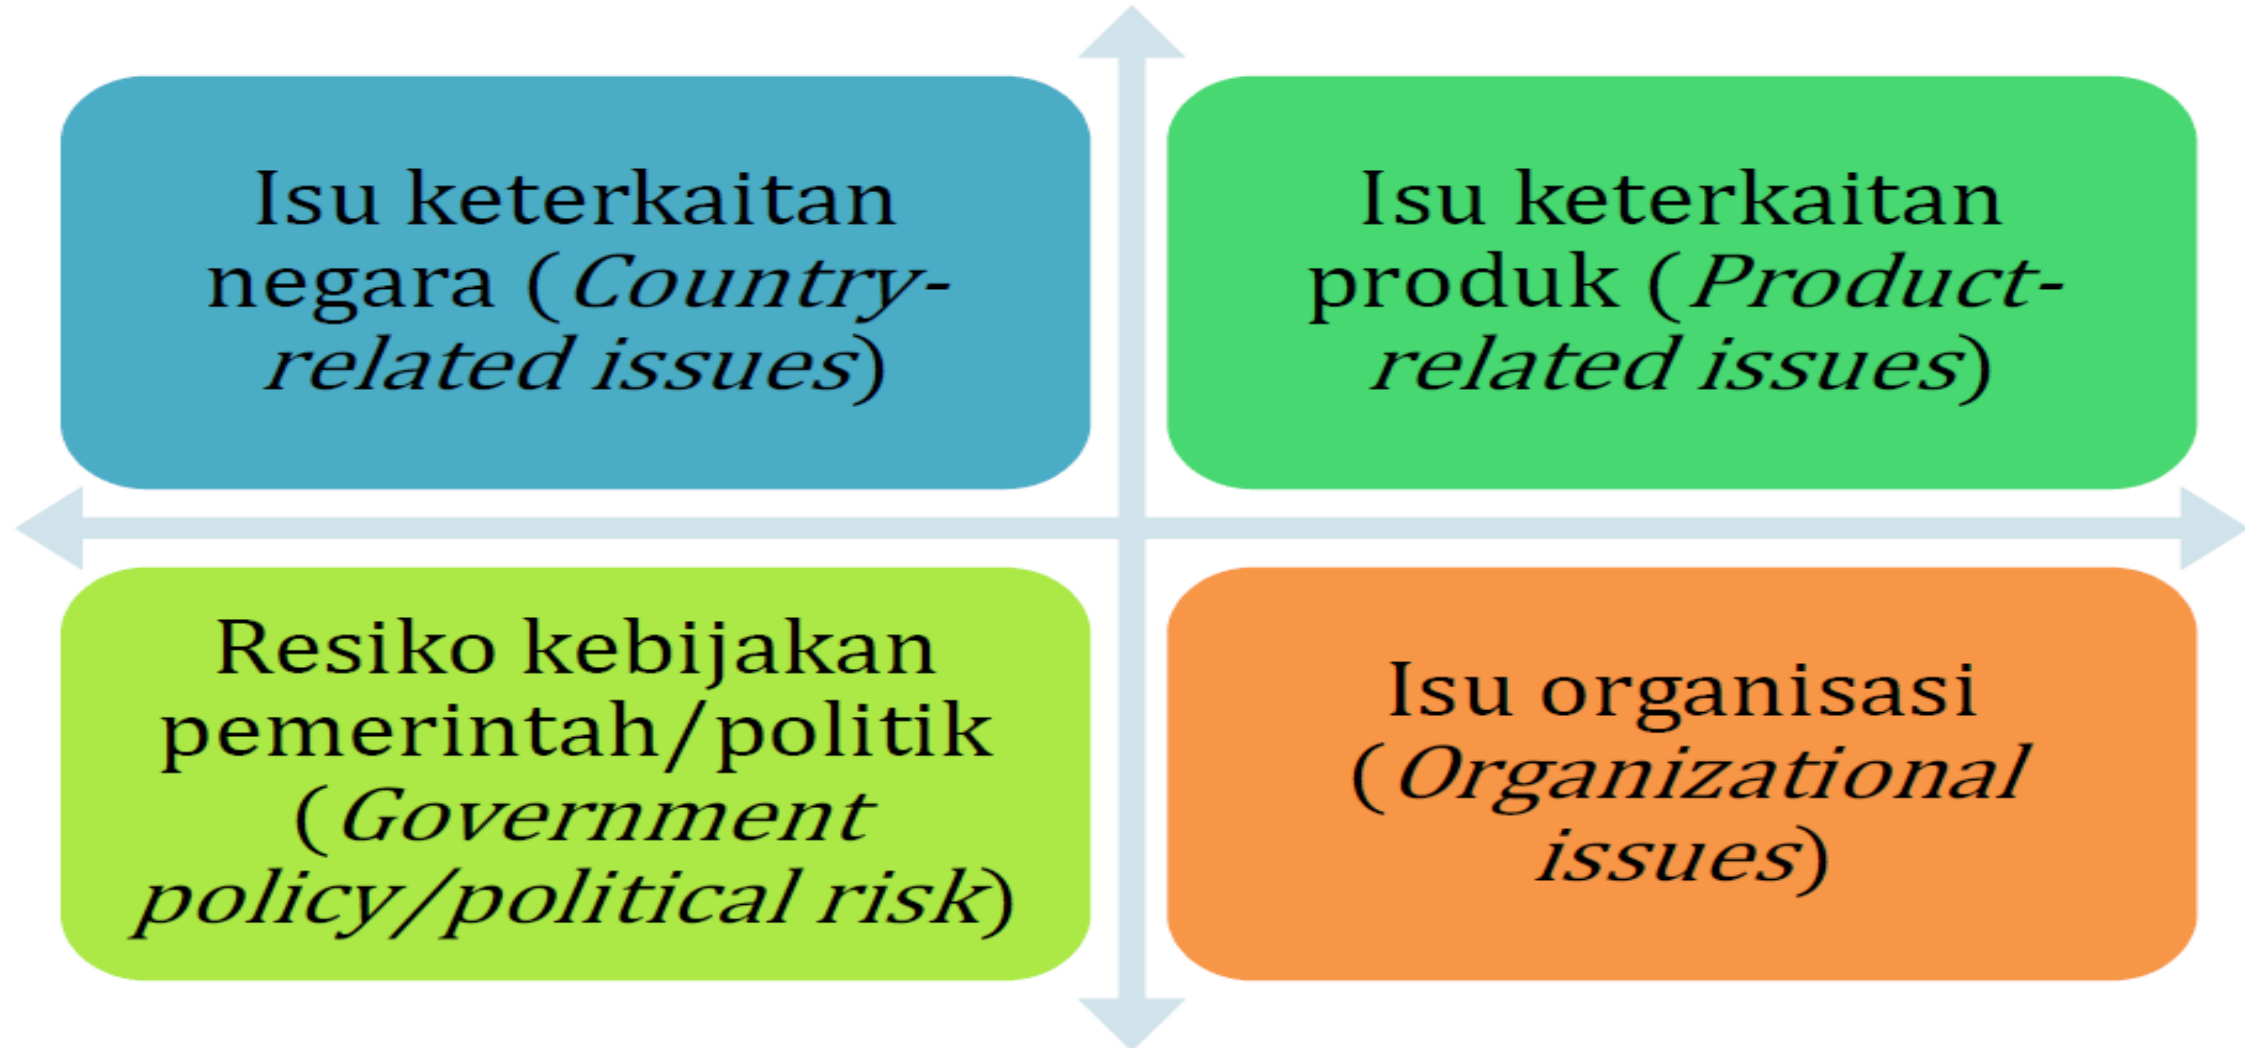 Isu keterkaitan
negara (Country-
related issues)
Isu keterkaitan
produk (Product-
related issues)
Resiko kebijakan
pemerintah/politik
(Government
policy/political risk)
Isu organisasi
(Organizational
issues)